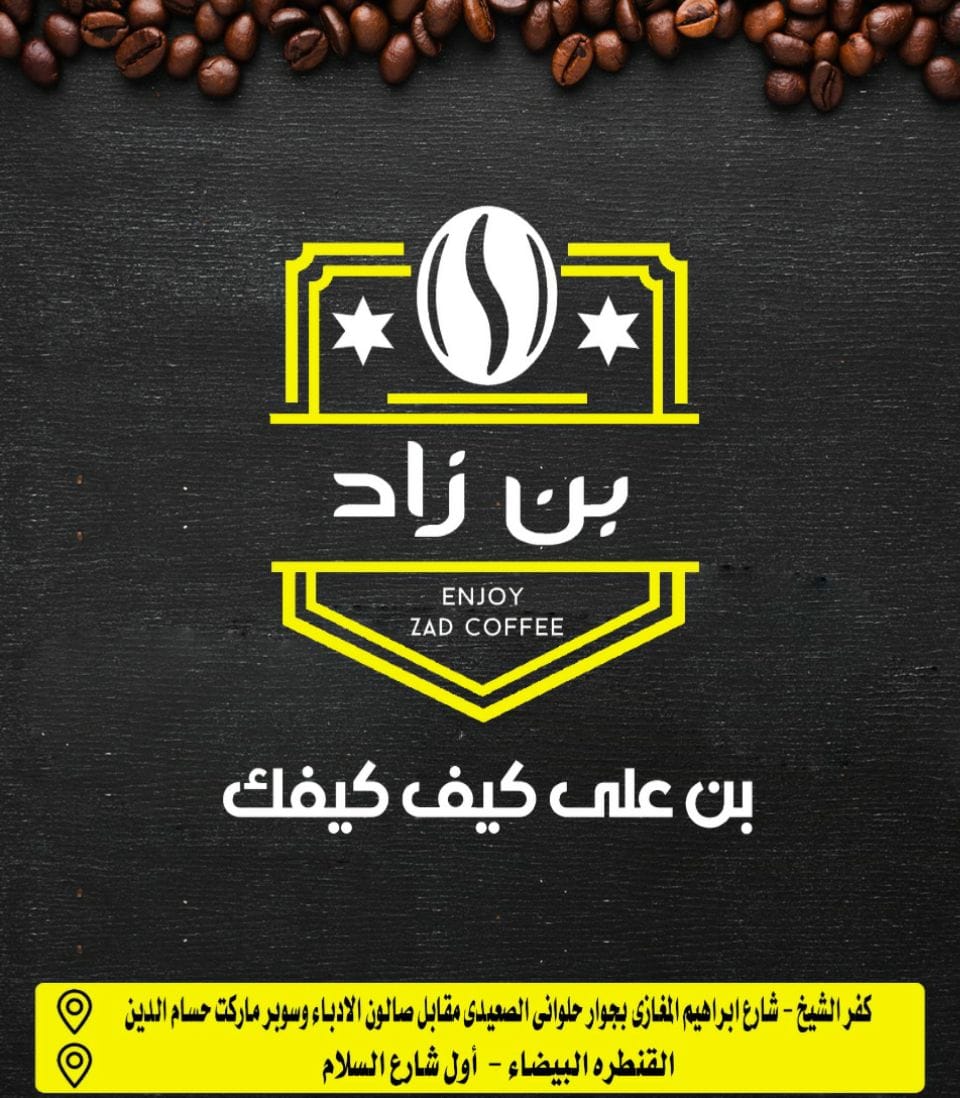 بن زاد
ENJOY
ZAD COFFEE
بن على كيف كيفك
كفر الشيخ - شارع ابراهيم المغازى بجوار حلوانى الصعيدى مقابل صالون الادباء وسوبر ماركت حسام الدين
القنطره البيضاء - أول شارع السلام